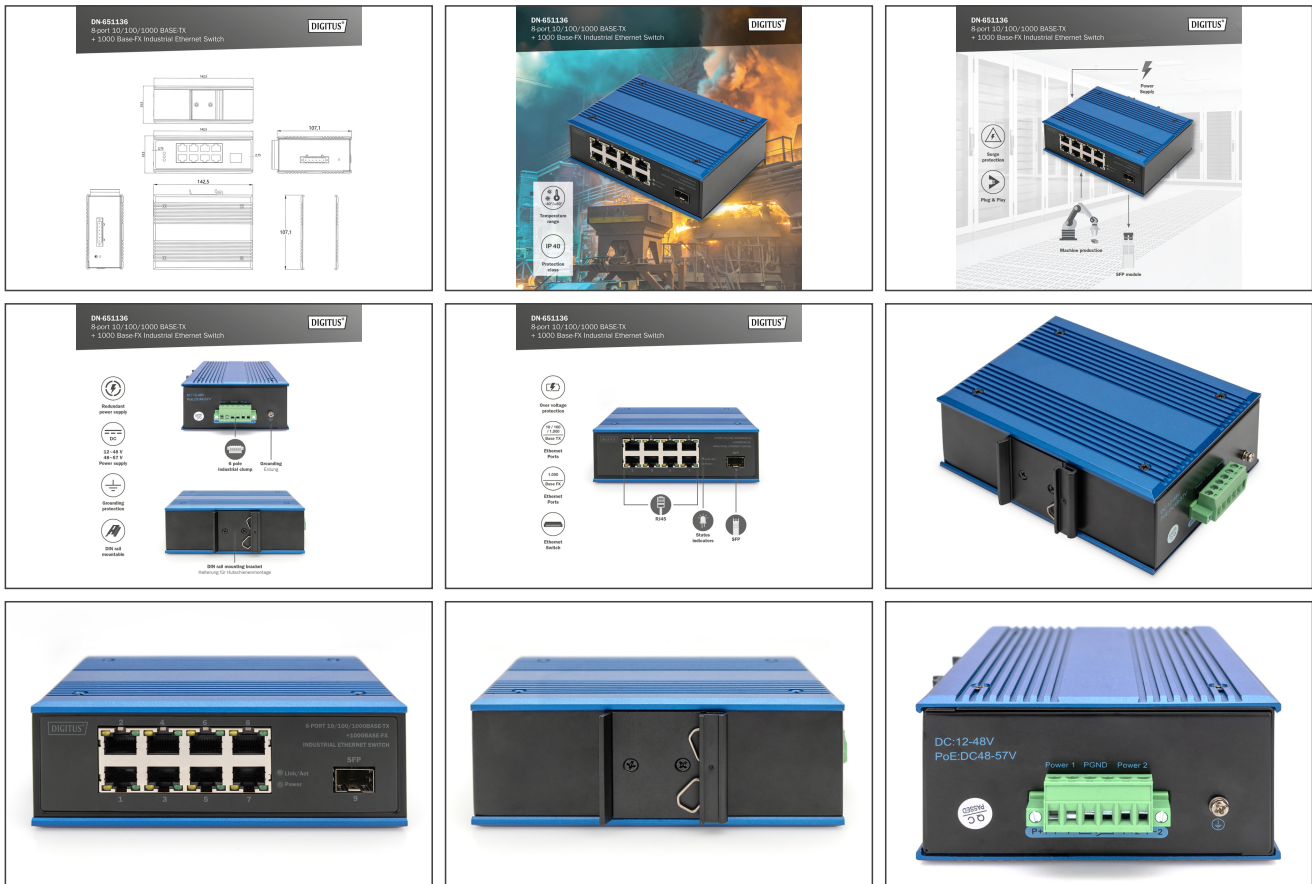 DN-651136
8-port 10/100/1000 BASE-TX
+ 1000 Base-FX Industrial Ethernet Switch
DIGITUS®
107,1
142,5
107,1
DN-651136
8-port 10/100/1000 BASE-TX
+ 1000 Base-FX Industrial Ethernet Switch
DIGITUS®
Temperature
range
IP 40
Protection
class
DN-651136
8-port 10/100/1000 BASE-TX
+ 1000 Base-FX Industrial Ethernet Switch
DIGITUS®
Power
Supply
Surge
protection
Plug & Play
Machine production
SFP module
DN-651136
8-port 10/100/1000 BASE-TX
+ 1000 Base-FX Industrial Ethernet Switch
DIGITUS®
Redundant
power supply
DC
12–48 V
48–57 V
Power supply
Grounding
protection
DIN rail
mountable
DC:12-48V
PoE:DC48-57V
6 pole
Industrial clump
Grounding
Erdung
DIN rail mounting bracket
Halterung für Hutschienenmontage
DN-651136
8-port 10/100/1000 BASE-TX
+ 1000 Base-FX Industrial Ethernet Switch
DIGITUS®
Over voltage
protection
10 / 100
/ 1.000
Base TX
Ethernet
Ports
1.000
Base FX
Ethernet
Ports
Ethernet
Switch
RJ45
Status
indicators
SFP
DIGITUS
2 4 6 8
1 3 5 7
8-PORT 10/100/1000BASE-TX
+1000BASE-FX
INDUSTRIAL ETHERNET SWITCH
SFP
Link/Act
Power
9
DC:12-48V
PoE:DC48-57V
Power 1 PGND Power 2
QC
PASSED